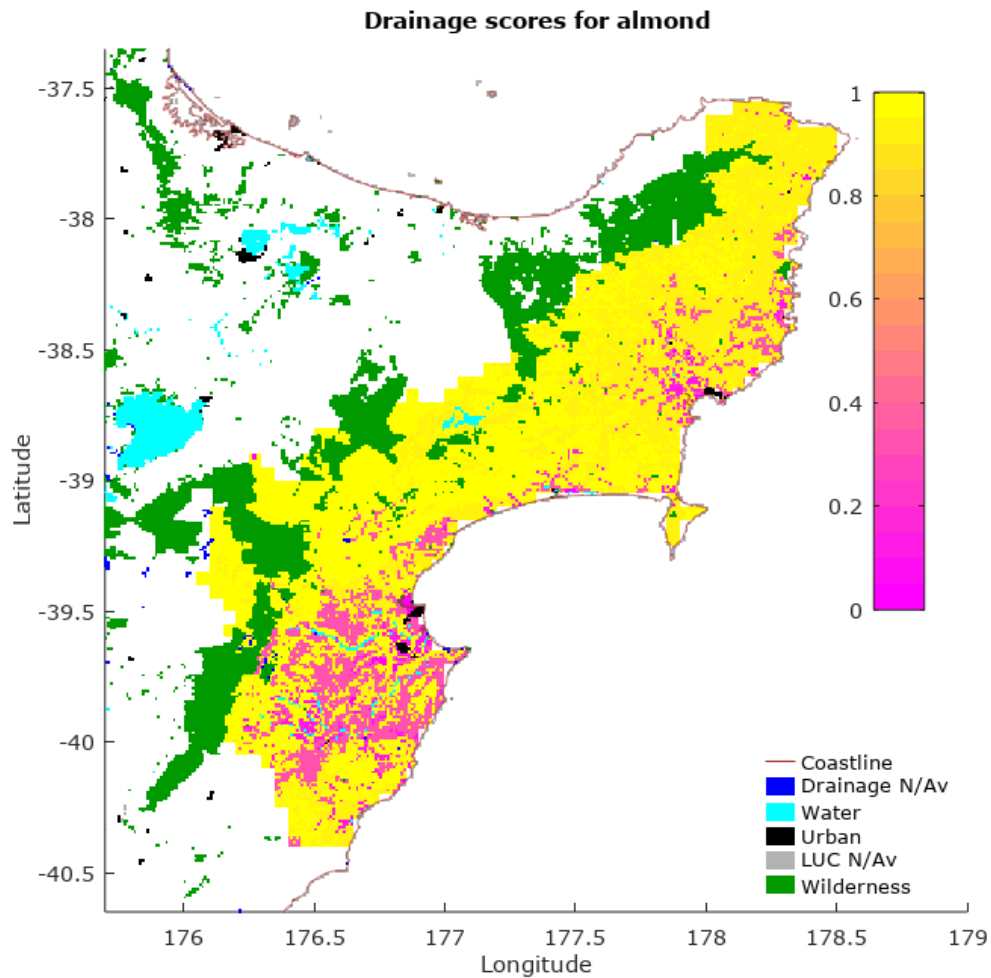 Drainage scores for almond
-37.5
-38
-38.5
-39
-39.5
-40
-40.5
Latitude
1
0.8
0.6
0.4
0.2
0
Coastline
Drainage N/Av
Water
Urban
LUC N/Av
Wilderness
176
176.5
177
177.5
178
178.5
179
Longitude